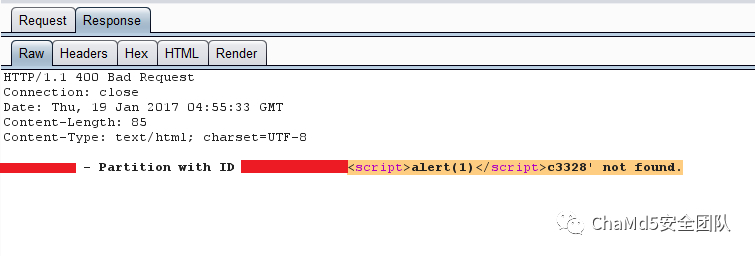 Request Response
Raw Headers Hex HTML Render
HTTP/1.1 400 Bad Request
Connection: close
Date: Thu, 19 Jan 2017 04:55:33 GMT
Content-Length: 85
Content-Type: text/html; charset=UTF-8
- Partition with ID <script>alert(1)</script>c3328' not found.
ChaMd5安全团队